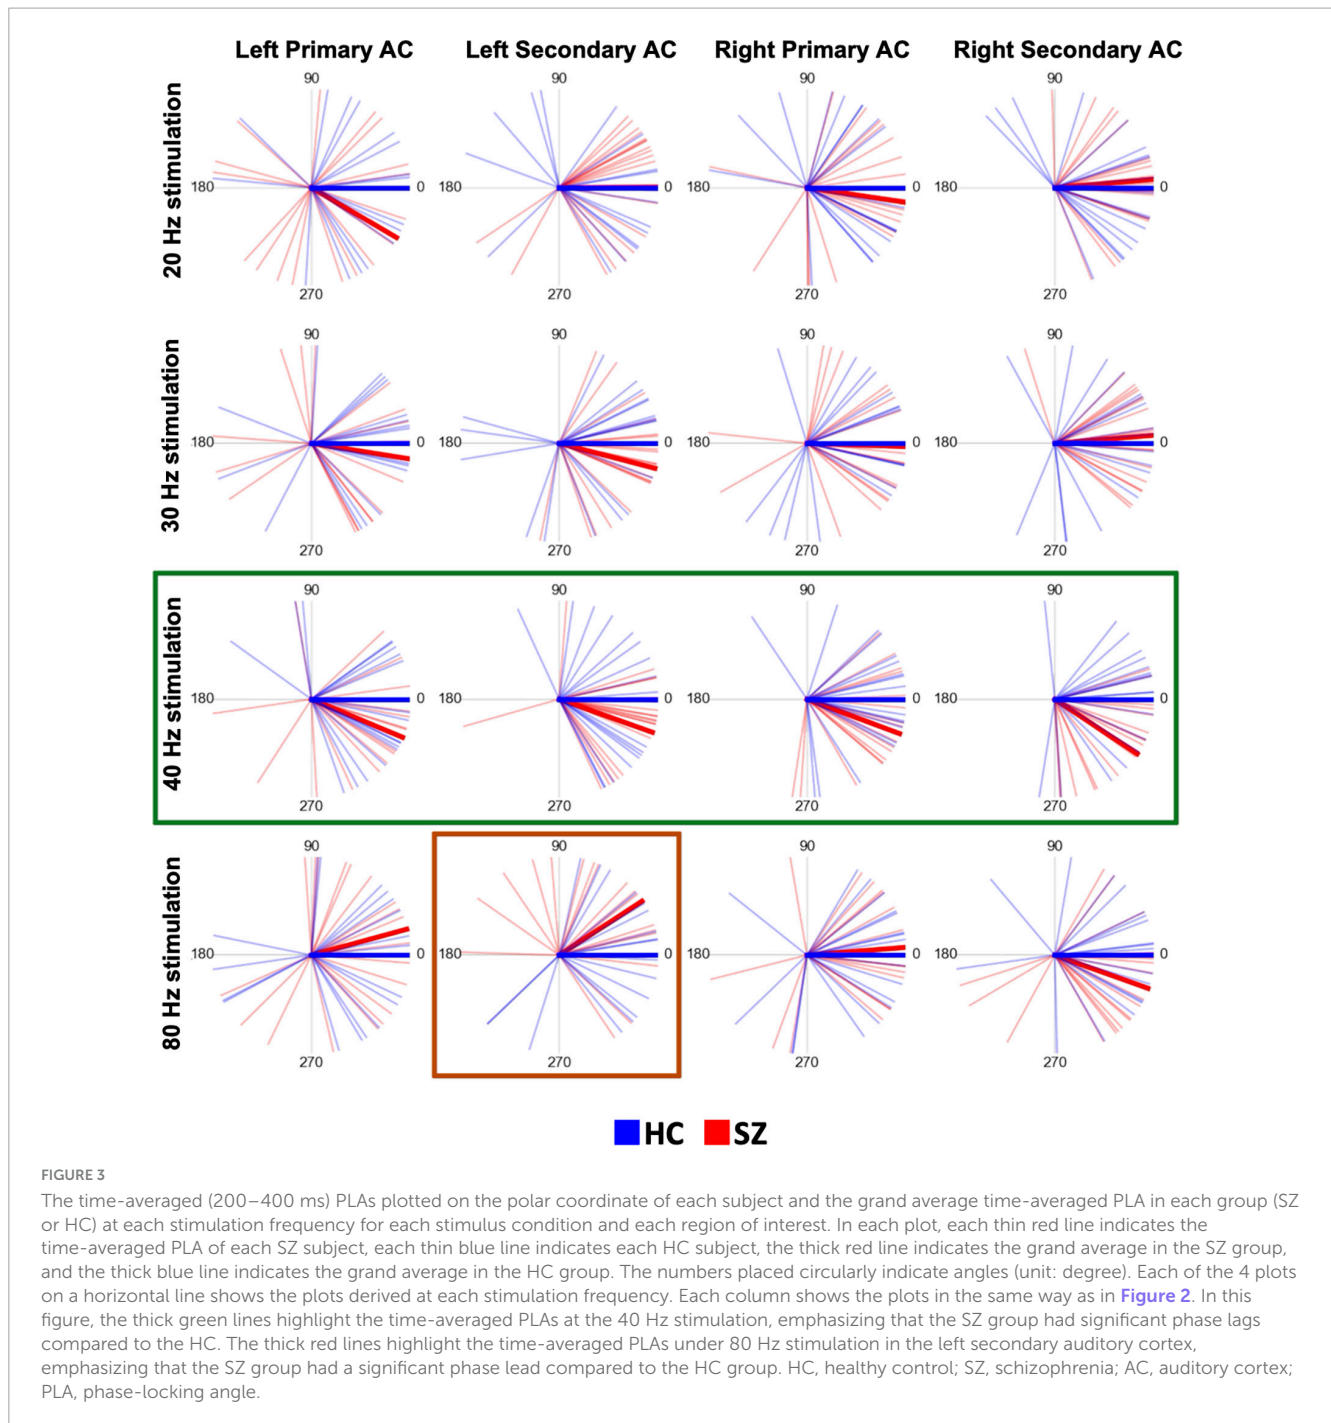 Left Primary AC Left Secondary AC Right Primary AC Right Secondary AC
20 Hz stimulation
90 90 90 90
180 0 180 0 180 0 180 0
270 270 270 270
30 Hz stimulation
90 90 90 90
180 0 180 0 180 0 180 0
270 270 270 270
40 Hz stimulation
90 90 90 90
180 0 180 0 180 0 180 0
270 270 270 270
80 Hz stimulation
90 90 90 90
180 0 180 0 180 0 180 0
270 270 270 270
HC SZ
FIGURE 3
The time-averaged (200–400 ms) PLAs plotted on the polar coordinate of each subject and the grand average time-averaged PLA in each group (SZ
or HC) at each stimulation frequency for each stimulus condition and each region of interest. In each plot, each thin red line indicates the
time-averaged PLA of each SZ subject, each thin blue line indicates each HC subject, the thick red line indicates the grand average in the SZ group,
and the thick blue line indicates the grand average in the HC group. The numbers placed circularly indicate angles (unit: degree). Each of the 4 plots
on a horizontal line shows the plots derived at each stimulation frequency. Each column shows the plots in the same way as in Figure 2. In this
figure, the thick green lines highlight the time-averaged PLAs at the 40 Hz stimulation, emphasizing that the SZ group had significant phase lags
compared to the HC. The thick red lines highlight the time-averaged PLAs under 80 Hz stimulation in the left secondary auditory cortex,
emphasizing that the SZ group had a significant phase lead compared to the HC group. HC, healthy control; SZ, schizophrenia; AC, auditory cortex;
PLA, phase-locking angle.